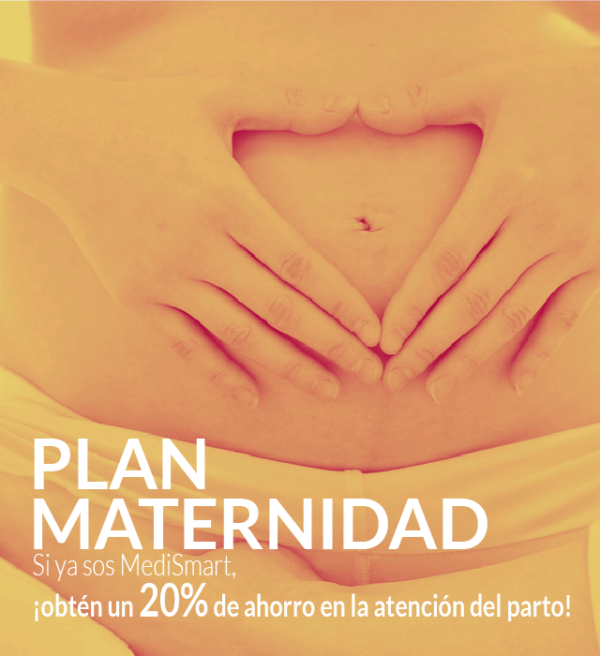 PLAN
MATERNIDAD
Si ya sos MediSmart,
¡obtén un 20% de ahorro en la atención del parto!